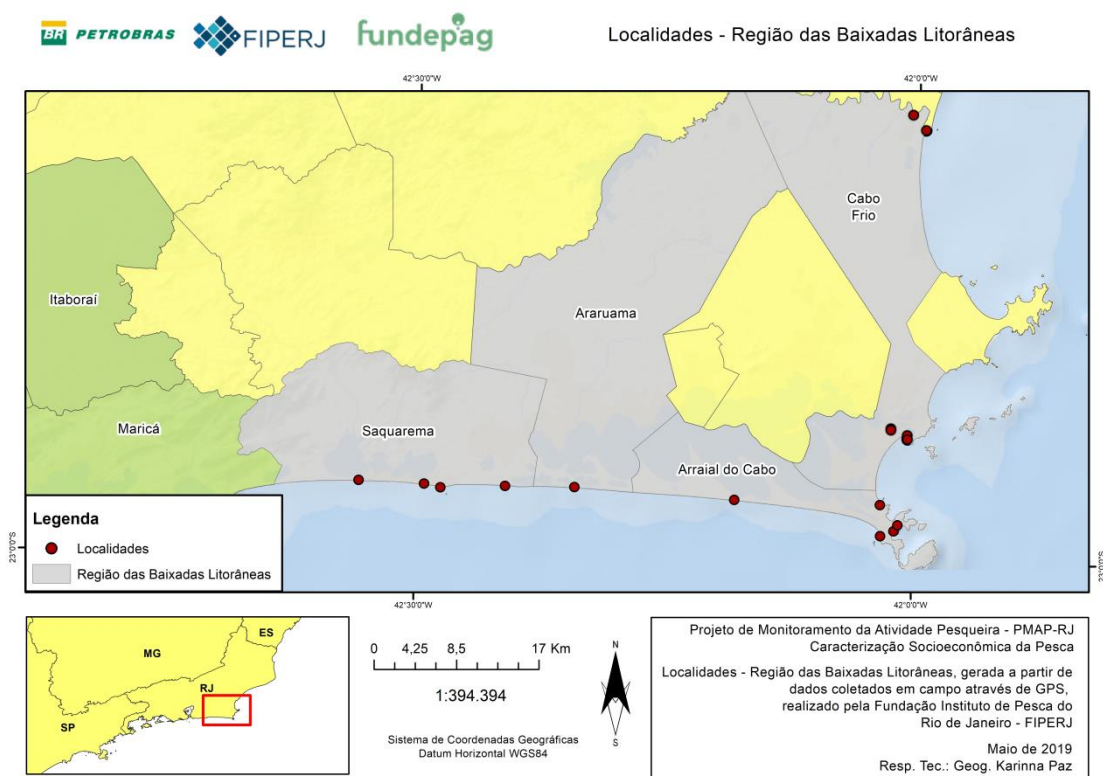 BR PETROBRAS
FIPERJ
fundepag
Localidades - Região das Baixadas Litorâneas
42°30'0"W
42°0'0"W
Cabo
Frio
Itaboraí
Araruama
Maricá
Saquarema
Arraial do Cabo
Legenda
Localidades
Região das Baixadas Litorâneas
23°0'0"S
23°0'0"S
42°30'0"W
42°0'0"W
ES
MG
RJ
SP
0 4,25 8,5 17 Km
1:394.394
Sistema de Coordenadas Geográficas
Datum Horizontal WGS84
N
S
Projeto de Monitoramento da Atividade Pesqueira - PMAP-RJ
Caracterização Socioeconômica da Pesca
Localidades - Região das Baixadas Litorâneas, gerada a partir de
dados coletados em campo através de GPS,
realizado pela Fundação Instituto de Pesca do
Rio de Janeiro - FIPERJ
Maio de 2019
Resp. Tec.: Geog. Karinna Paz